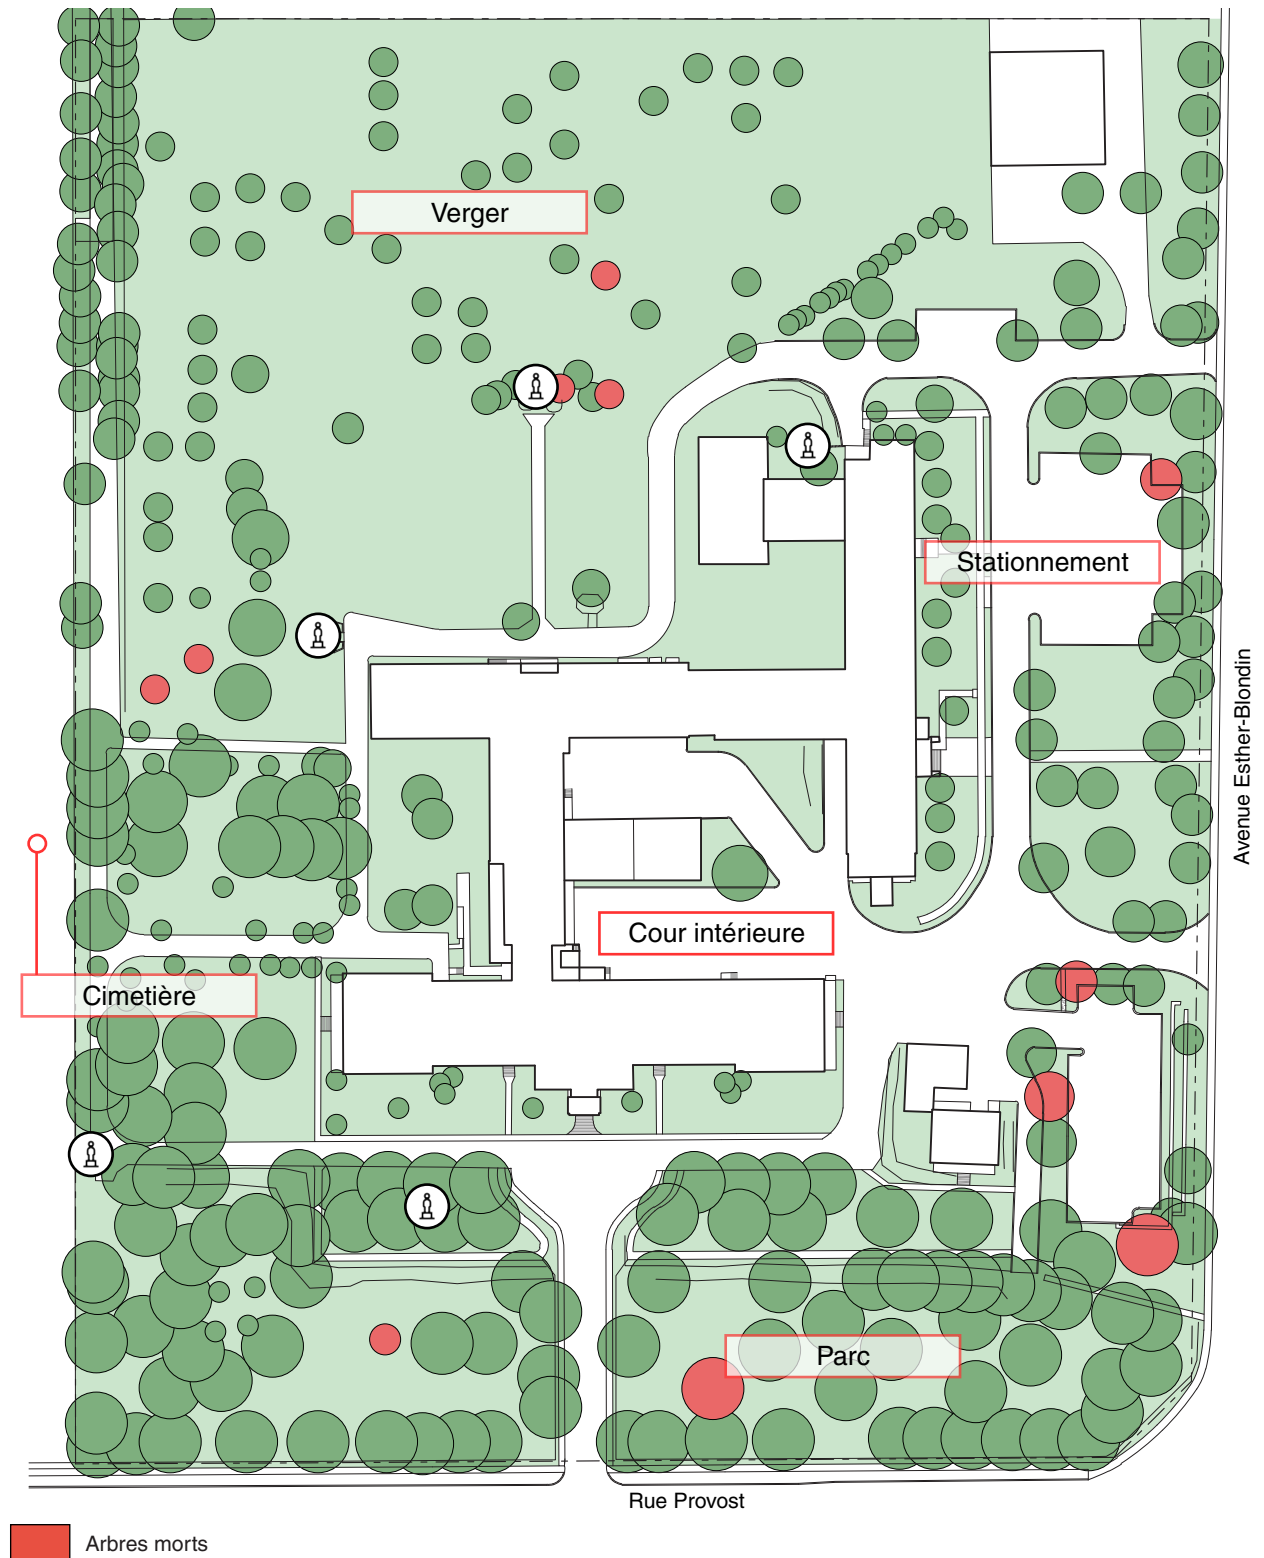 Verger
Stationnement
Avenue Esther-Blondin
Cour intérieure
Cimetière
Parc
Rue Provost
Arbres morts